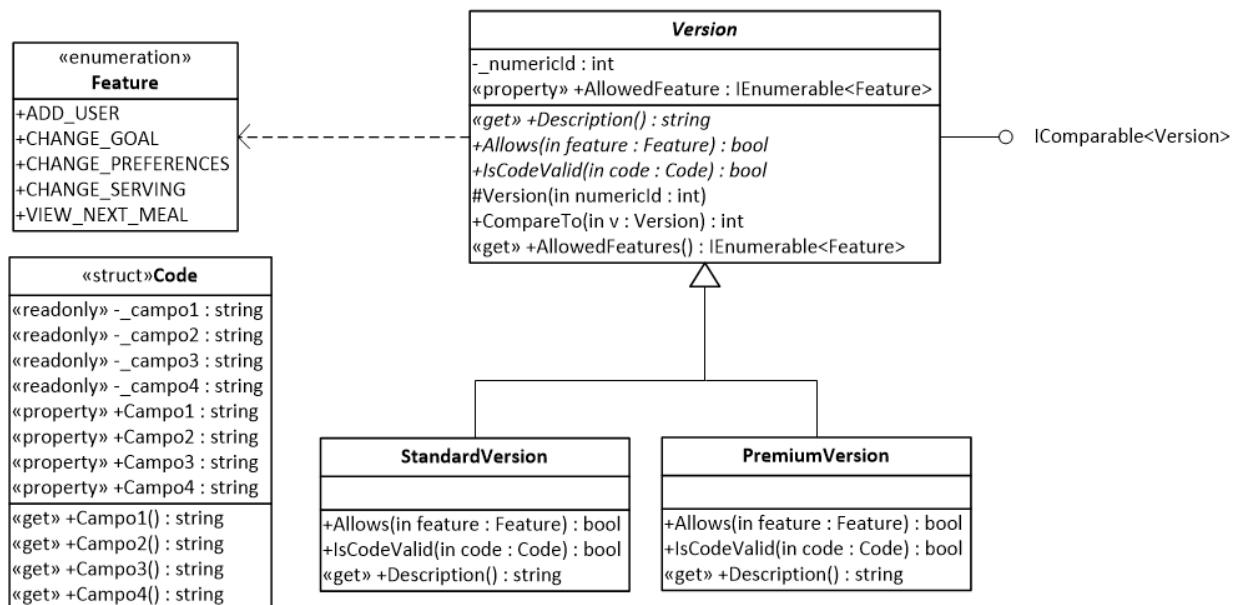 «enumeration»
Feature
+ADD_USER
+CHANGE_GOAL
+CHANGE_PREFERENCES
+CHANGE_SERVING
+VIEW_NEXT_MEAL
Version
-_numericId : int
«property» +AllowedFeature : IEnumerable<Feature>
«get» +Description() : string
+Allows(in feature : Feature) : bool
+IsCodeValid(in code : Code) : bool
#Version(in numericId : int)
+CompareTo(in v : Version) : int
«get» +AllowedFeatures() : IEnumerable<Feature>
IComparable<Version>
«struct»Code
«readonly» -_campo1 : string
«readonly» -_campo2 : string
«readonly» -_campo3 : string
«readonly» -_campo4 : string
«property» +Campo1 : string
«property» +Campo2 : string
«property» +Campo3 : string
«property» +Campo4 : string
«get» +Campo1() : string
«get» +Campo2() : string
«get» +Campo3() : string
«get» +Campo4() : string
StandardVersion
+Allows(in feature : Feature) : bool
+IsCodeValid(in code : Code) : bool
«get» +Description() : string
PremiumVersion
+Allows(in feature : Feature) : bool
+IsCodeValid(in code : Code) : bool
«get» +Description() : string